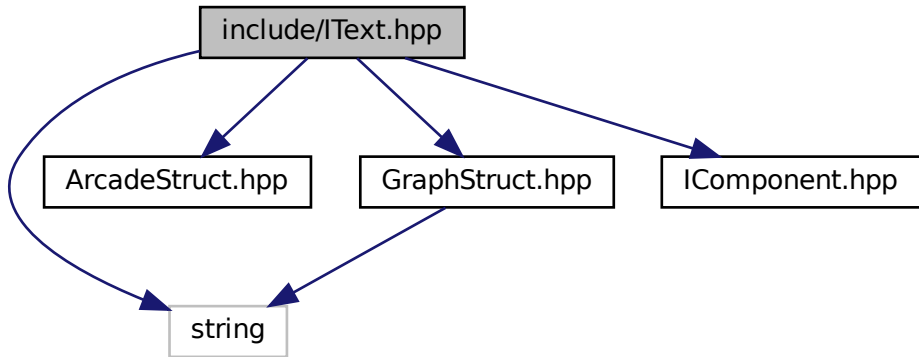 include/IText.hpp
ArcadeStruct.hpp
GraphStruct.hpp
IComponent.hpp
string